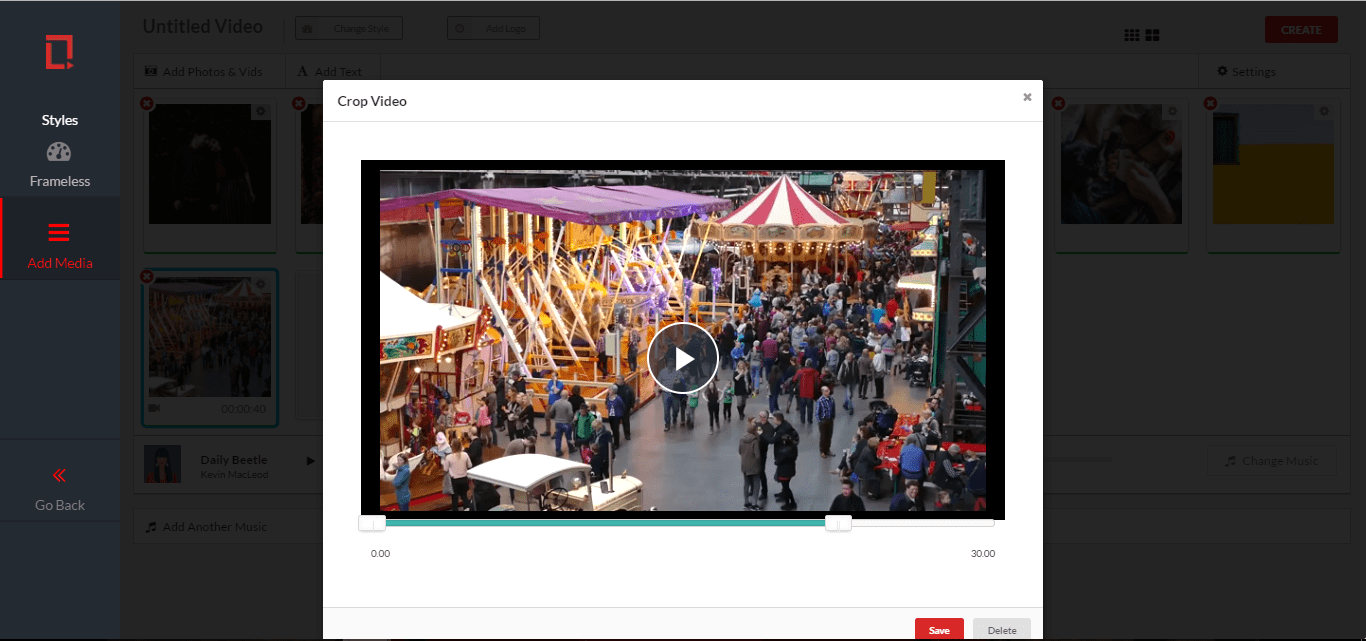 Untitled Video
Change Style
Add Logo
CREATE
Styles
Frameless
Add Media
Go Back
Add Photos & Vids
Add Text
Settings
Crop Video
0.00
30.00
Save
Delete
00:00:40
Daily Beetle
Kevin MacLeod
Change Music
Add Another Music